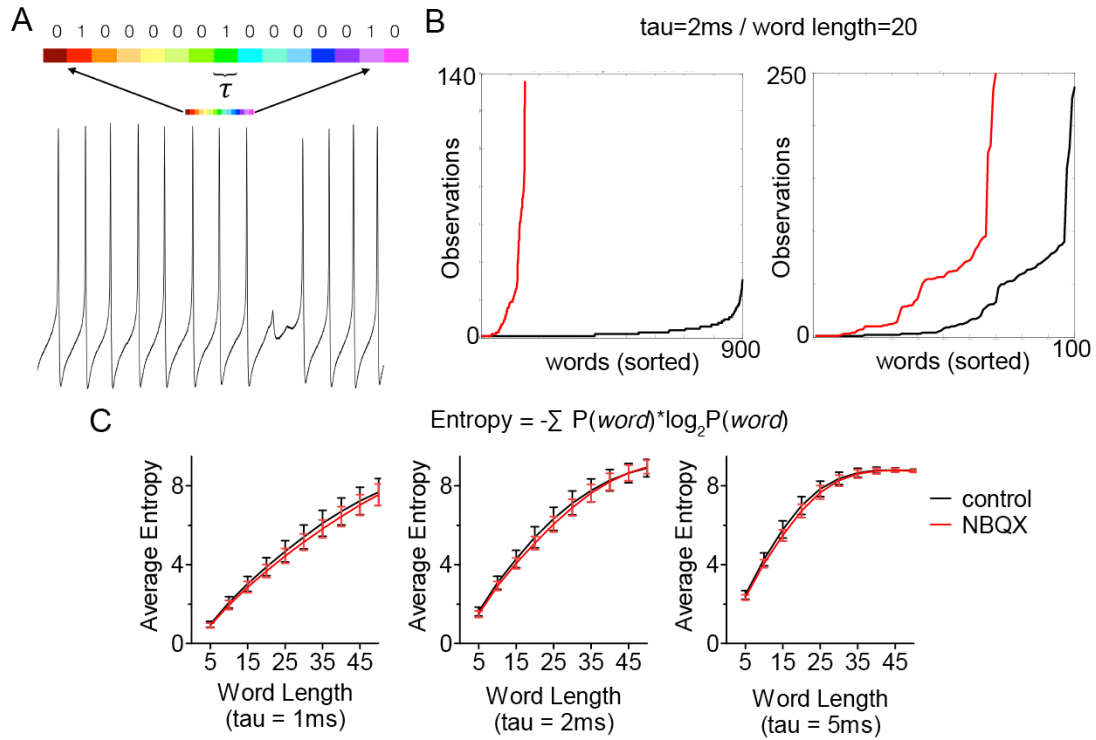 A
0 1 0 0 0 0 0 1 0 0 0 0 0 1 0
τ
B
tau=2ms / word length=20
140
Observations
0
words (sorted)
900
250
Observations
0
words (sorted)
100
C
Entropy = -∑ P(word)*log2P(word)
8
4
0
Average Entropy
5 15 25 35 45
Word Length
(tau = 1ms)
8
4
0
Average Entropy
5 15 25 35 45
Word Length
(tau = 2ms)
8
4
0
Average Entropy
5 15 25 35 45
Word Length
(tau = 5ms)
control
NBQX